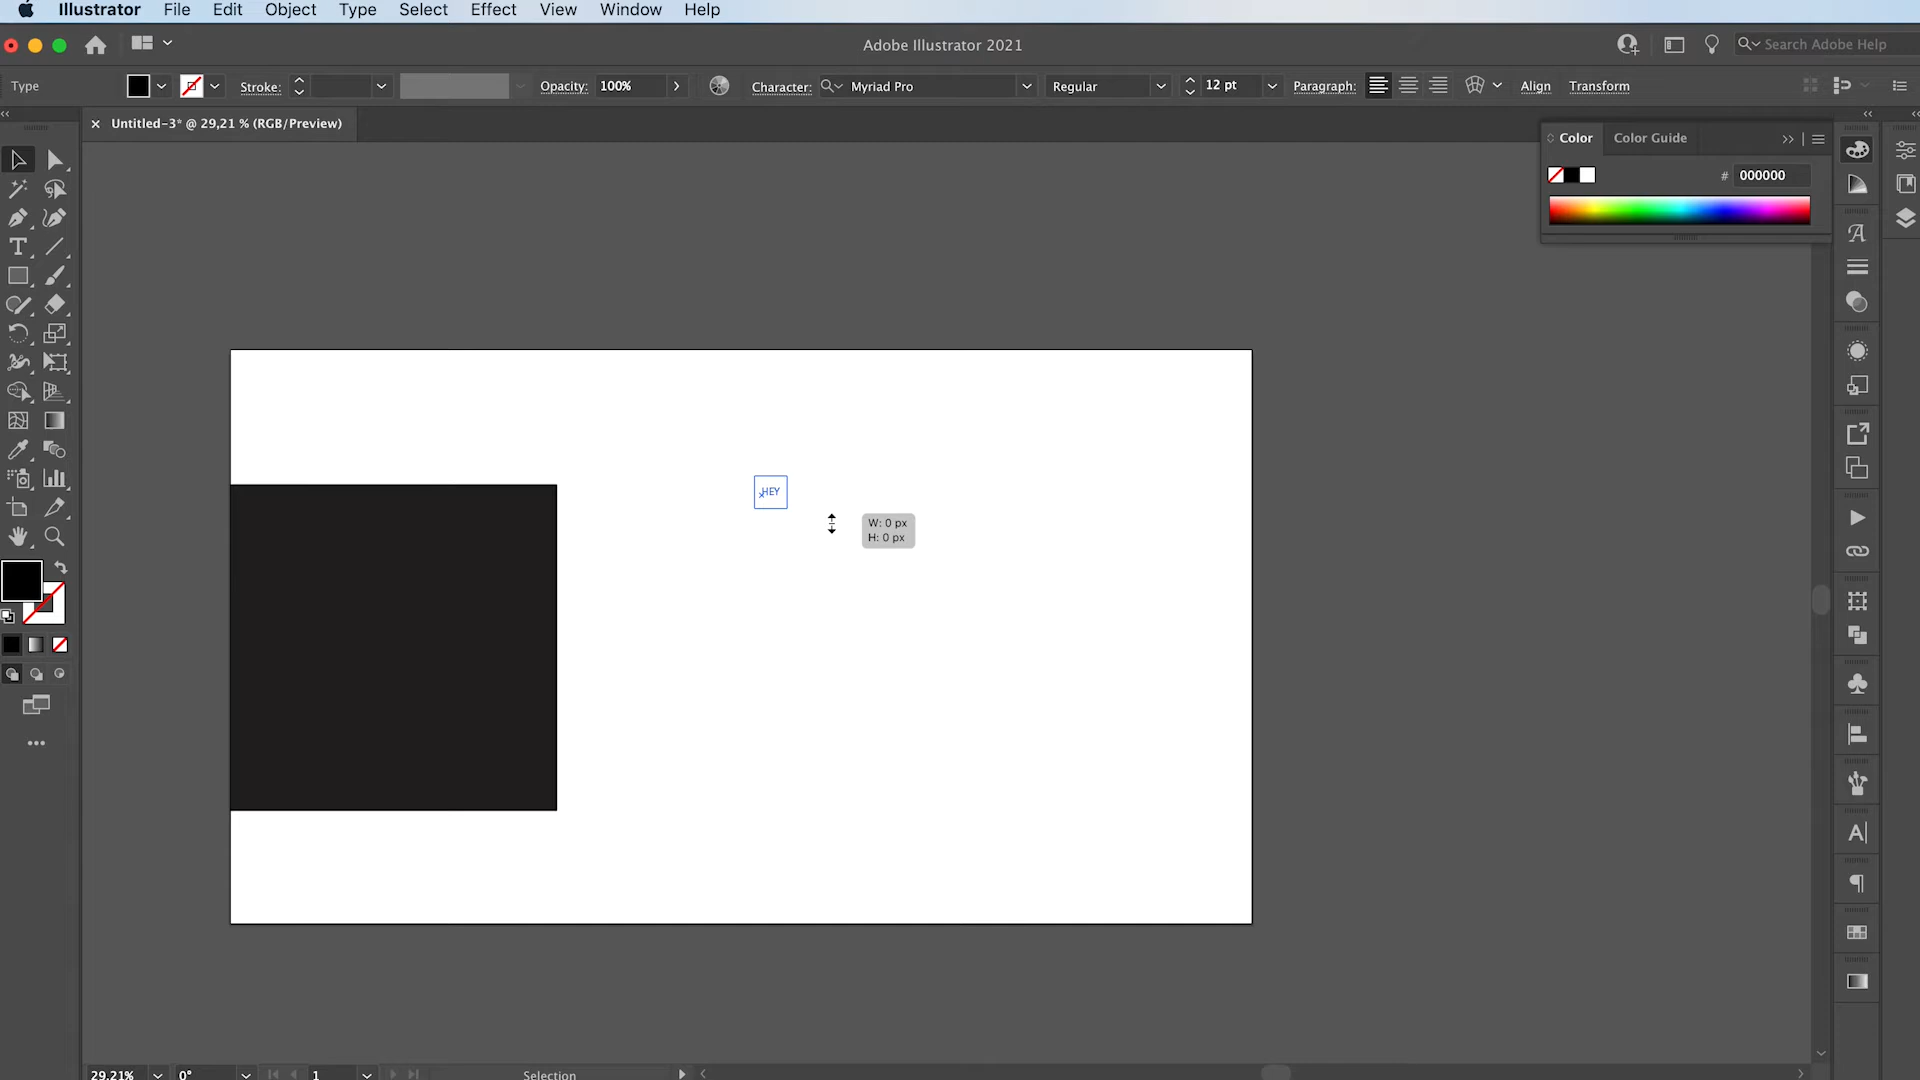 Illustrator File Edit Object Type Select Effect View Window Help
Adobe Illustrator 2021
Search Adobe Help
Type Stroke: Opacity: 100% Character: Myriad Pro Regular 12 pt Paragraph: Align Transform
Untitled-3* @ 29,21 % (RGB/Preview)
Color Color Guide
# 000000
HEY
W: 0 px
H: 0 px
29,21% 0° 1 Selection